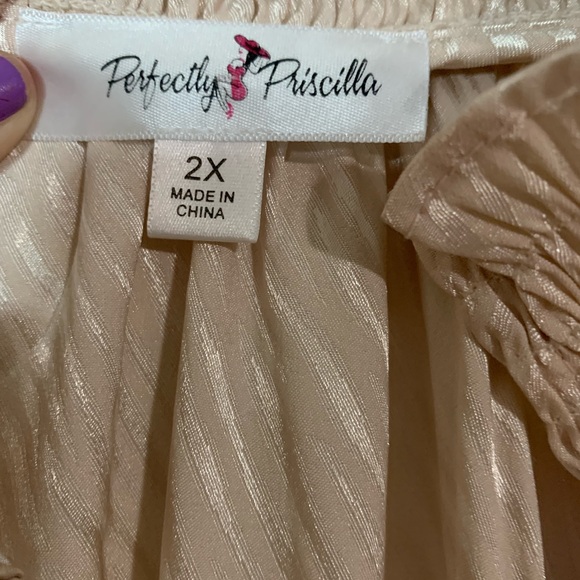 Perfectly Priscilla
2X
MADE IN
CHINA